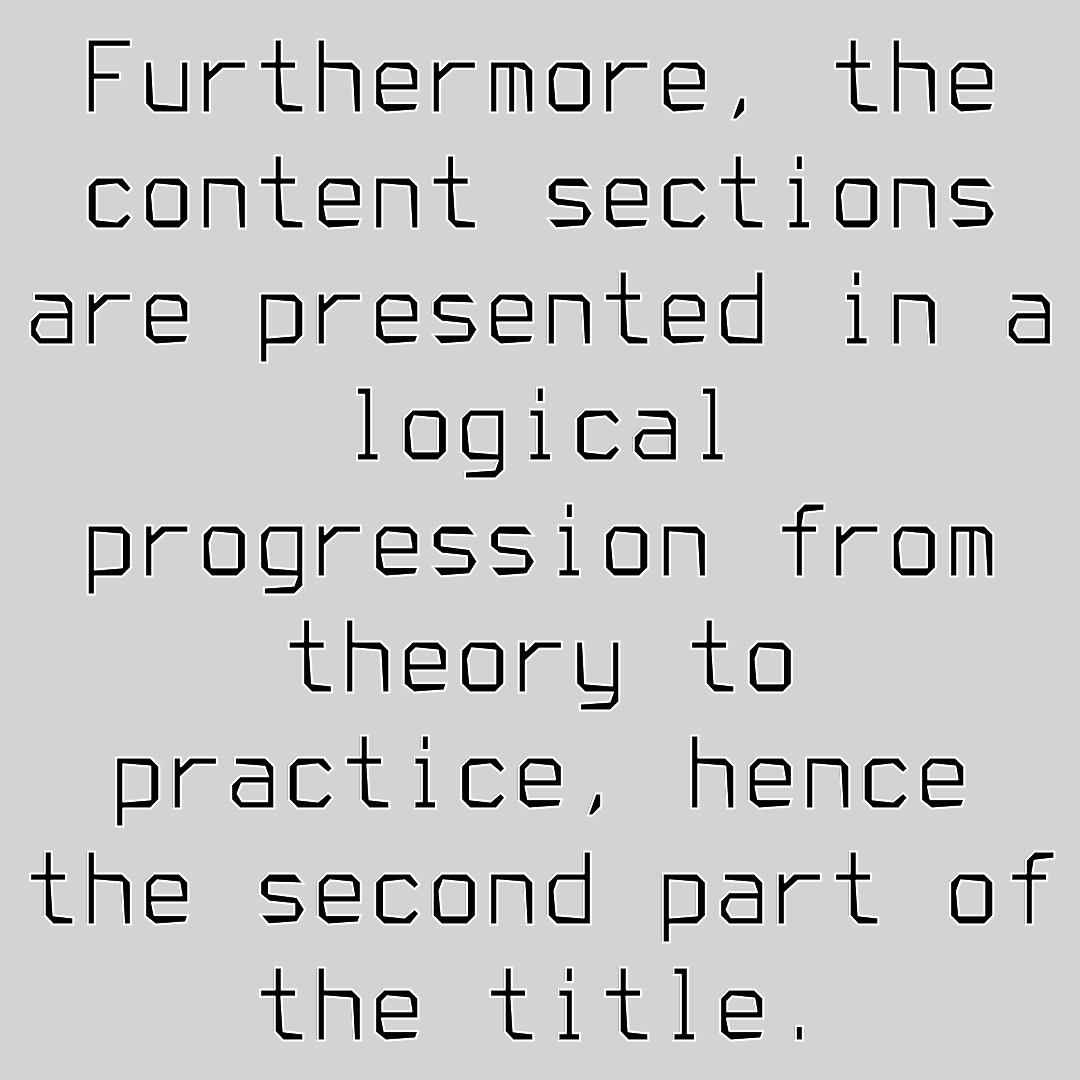 Furthermore, the
content sections
are presented in a
logical
progression from
theory to
practice, hence
the second part of
the title.